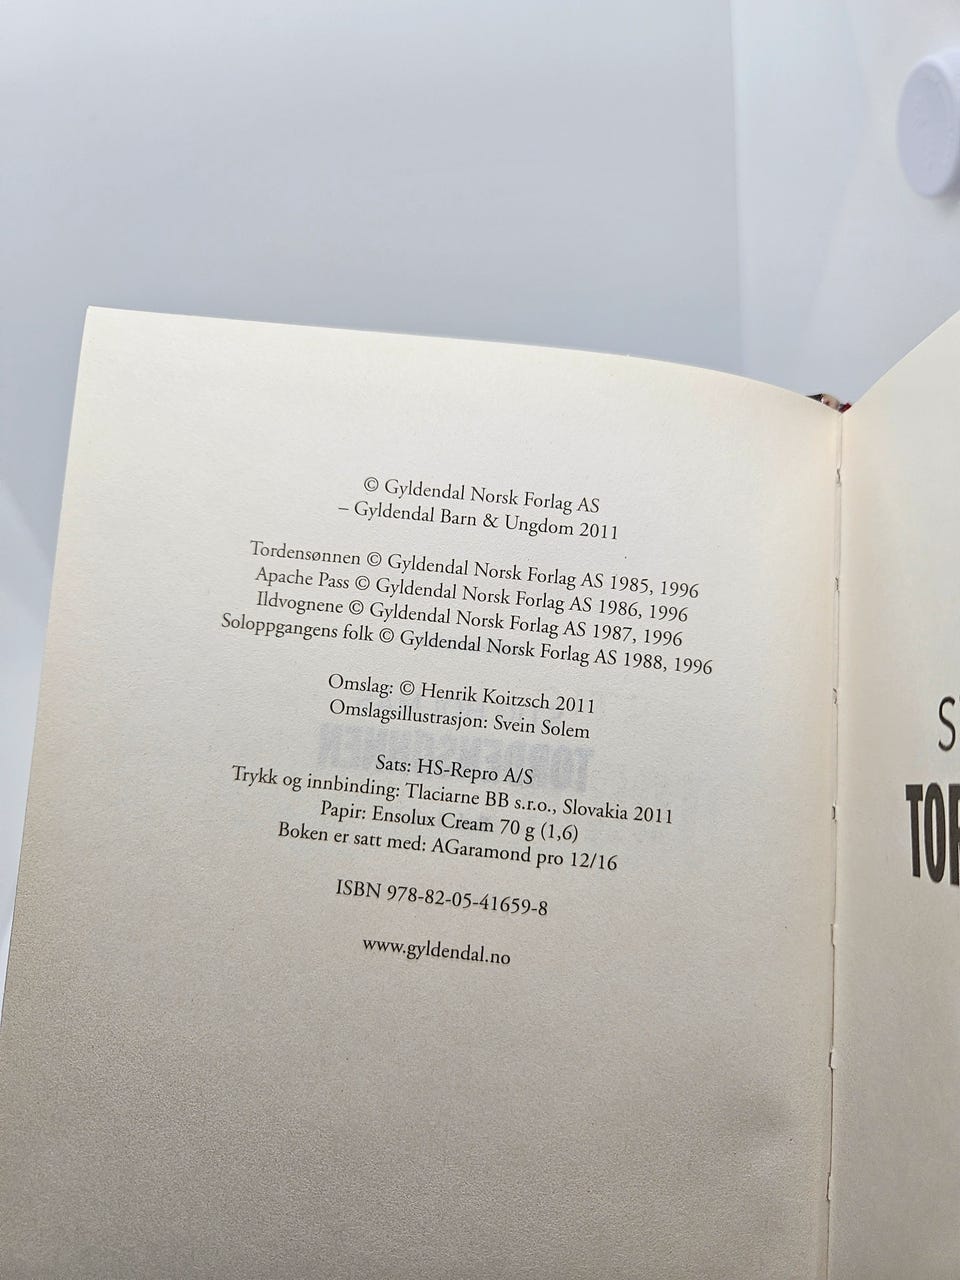 © Gyldendal Norsk Forlag AS
– Gyldendal Barn & Ungdom 2011
Tordensønnen © Gyldendal Norsk Forlag AS 1985, 1996
Apache Pass © Gyldendal Norsk Forlag AS 1986, 1996
Ildvognene © Gyldendal Norsk Forlag AS 1987, 1996
Soloppgangens folk © Gyldendal Norsk Forlag AS 1988, 1996
Omslag: © Henrik Koitzsch 2011
Omslagsillustrasjon: Svein Solem
Sats: HS-Repro A/S
Trykk og innbinding: Tlaciarne BB s.r.o., Slovakia 2011
Papir: Ensolux Cream 70 g (1,6)
Boken er satt med: AGaramond pro 12/16
ISBN 978-82-05-41659-8
www.gyldendal.no